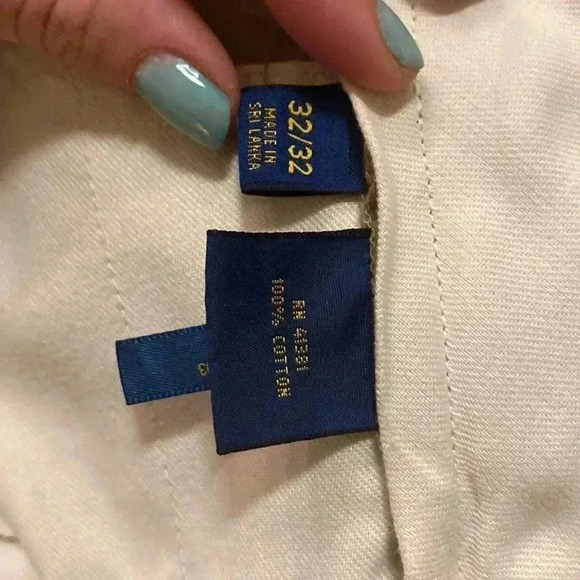 32/32
MADE IN
SRI LANKA
RN 41381
100% COTTON